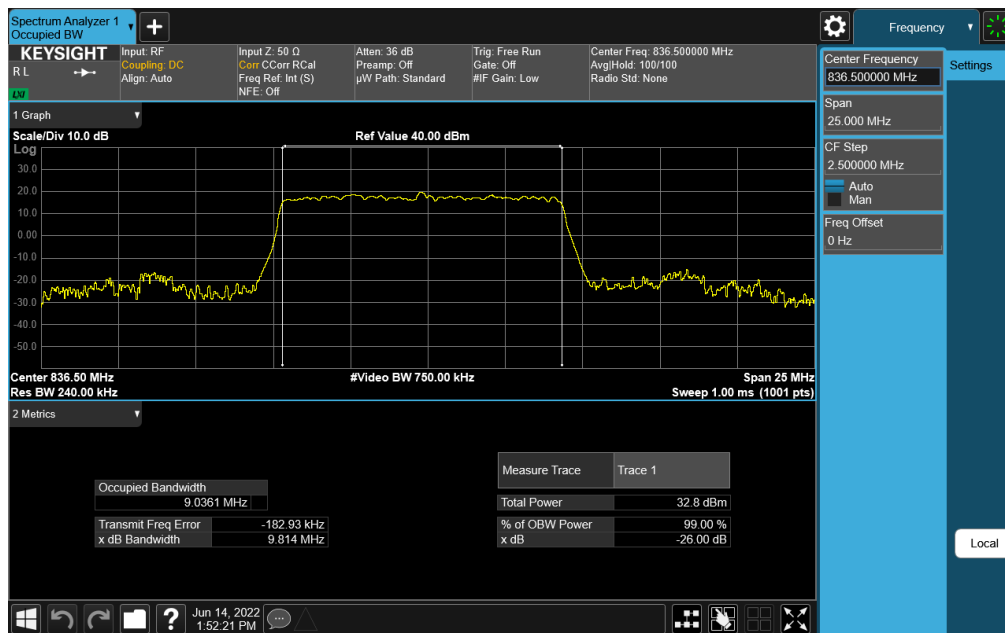 Spectrum Analyzer 1
Occupied BW
Frequency
KEYSIGHT
RL
LXI
Input: RF
Coupling: DC
Align: Auto
Input Z: 50 Ω
Corr CCorr RCal
Freq Ref: Int (S)
NFE: Off
Atten: 36 dB
Preamp: Off
µW Path: Standard
Trig: Free Run
Gate: Off
#IF Gain: Low
Center Freq: 836.500000 MHz
Avg|Hold: 100/100
Radio Std: None
Center Frequency
836.500000 MHz
Settings
Span
25.000 MHz
CF Step
2.500000 MHz
Auto
Man
Freq Offset
0 Hz
Local
1 Graph
Scale/Div 10.0 dB
Ref Value 40.00 dBm
Log
30.0
20.0
10.0
0.00
-10.0
-20.0
-30.0
-40.0
-50.0
Center 836.50 MHz
#Video BW 750.00 kHz
Span 25 MHz
Res BW 240.00 kHz
Sweep 1.00 ms (1001 pts)
2 Metrics
Measure Trace Trace 1
Occupied Bandwidth
9.0361 MHz
Total Power 32.8 dBm
Transmit Freq Error -182.93 kHz
% of OBW Power 99.00 %
x dB Bandwidth 9.814 MHz
x dB -26.00 dB
Jun 14, 2022
1:52:21 PM